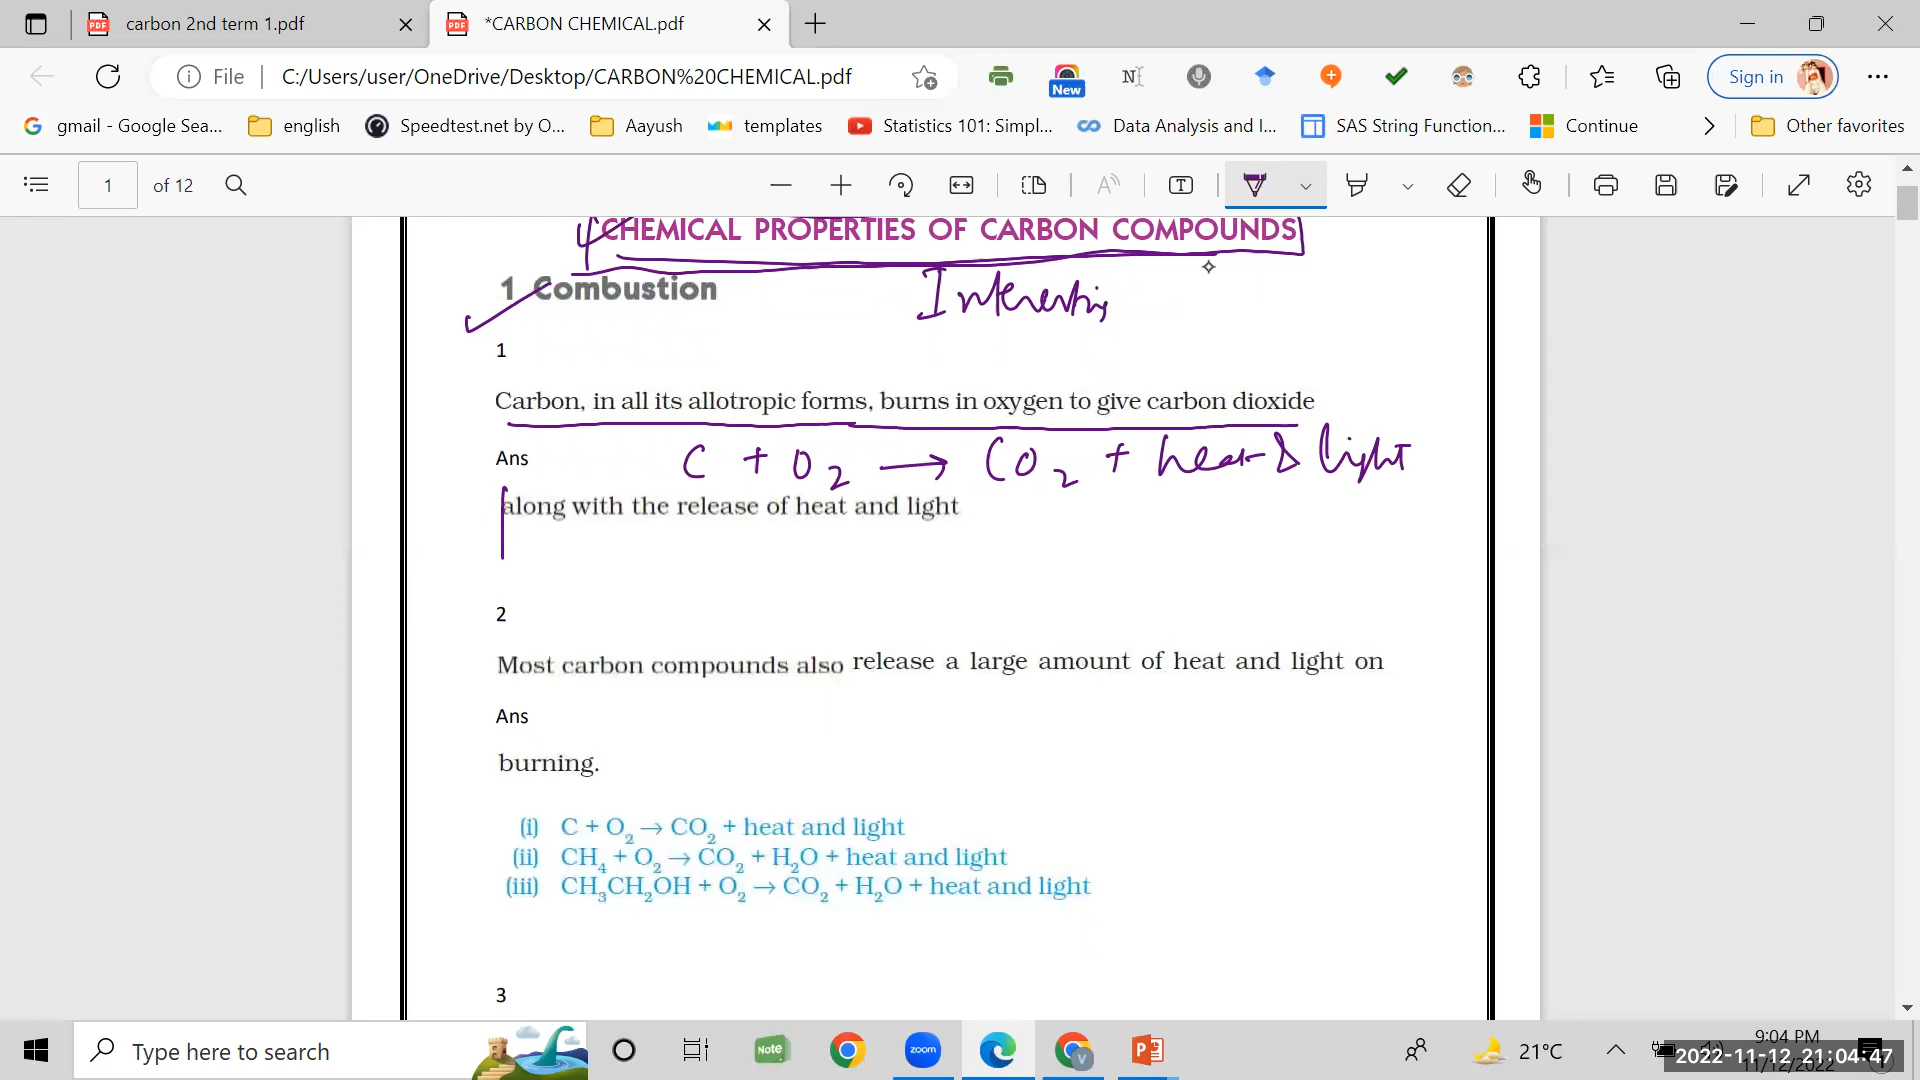 carbon 2nd term 1.pdf
*CARBON CHEMICAL.pdf
File
C:/Users/user/OneDrive/Desktop/CARBON%20CHEMICAL.pdf
New
Sign in
gmail - Google Sea...
english
Speedtest.net by O...
Aayush
templates
Statistics 101: Simpl...
Data Analysis and I...
SAS String Function...
Continue
Other favorites
1 of 12
CHEMICAL PROPERTIES OF CARBON COMPOUNDS
1 Combustion
Interesting
1
Carbon, in all its allotropic forms, burns in oxygen to give carbon dioxide
Ans
C + O₂ → CO₂ + heat & light
along with the release of heat and light
2
Most carbon compounds also release a large amount of heat and light on
Ans
burning.
(i) C + O₂ → CO₂ + heat and light
(ii) CH₄ + O₂ → CO₂ + H₂O + heat and light
(iii) CH₃CH₂OH + O₂ → CO₂ + H₂O + heat and light
3
Type here to search
Note
zoom
V
21°C
9:04 PM
2022-11-12 21:04:47